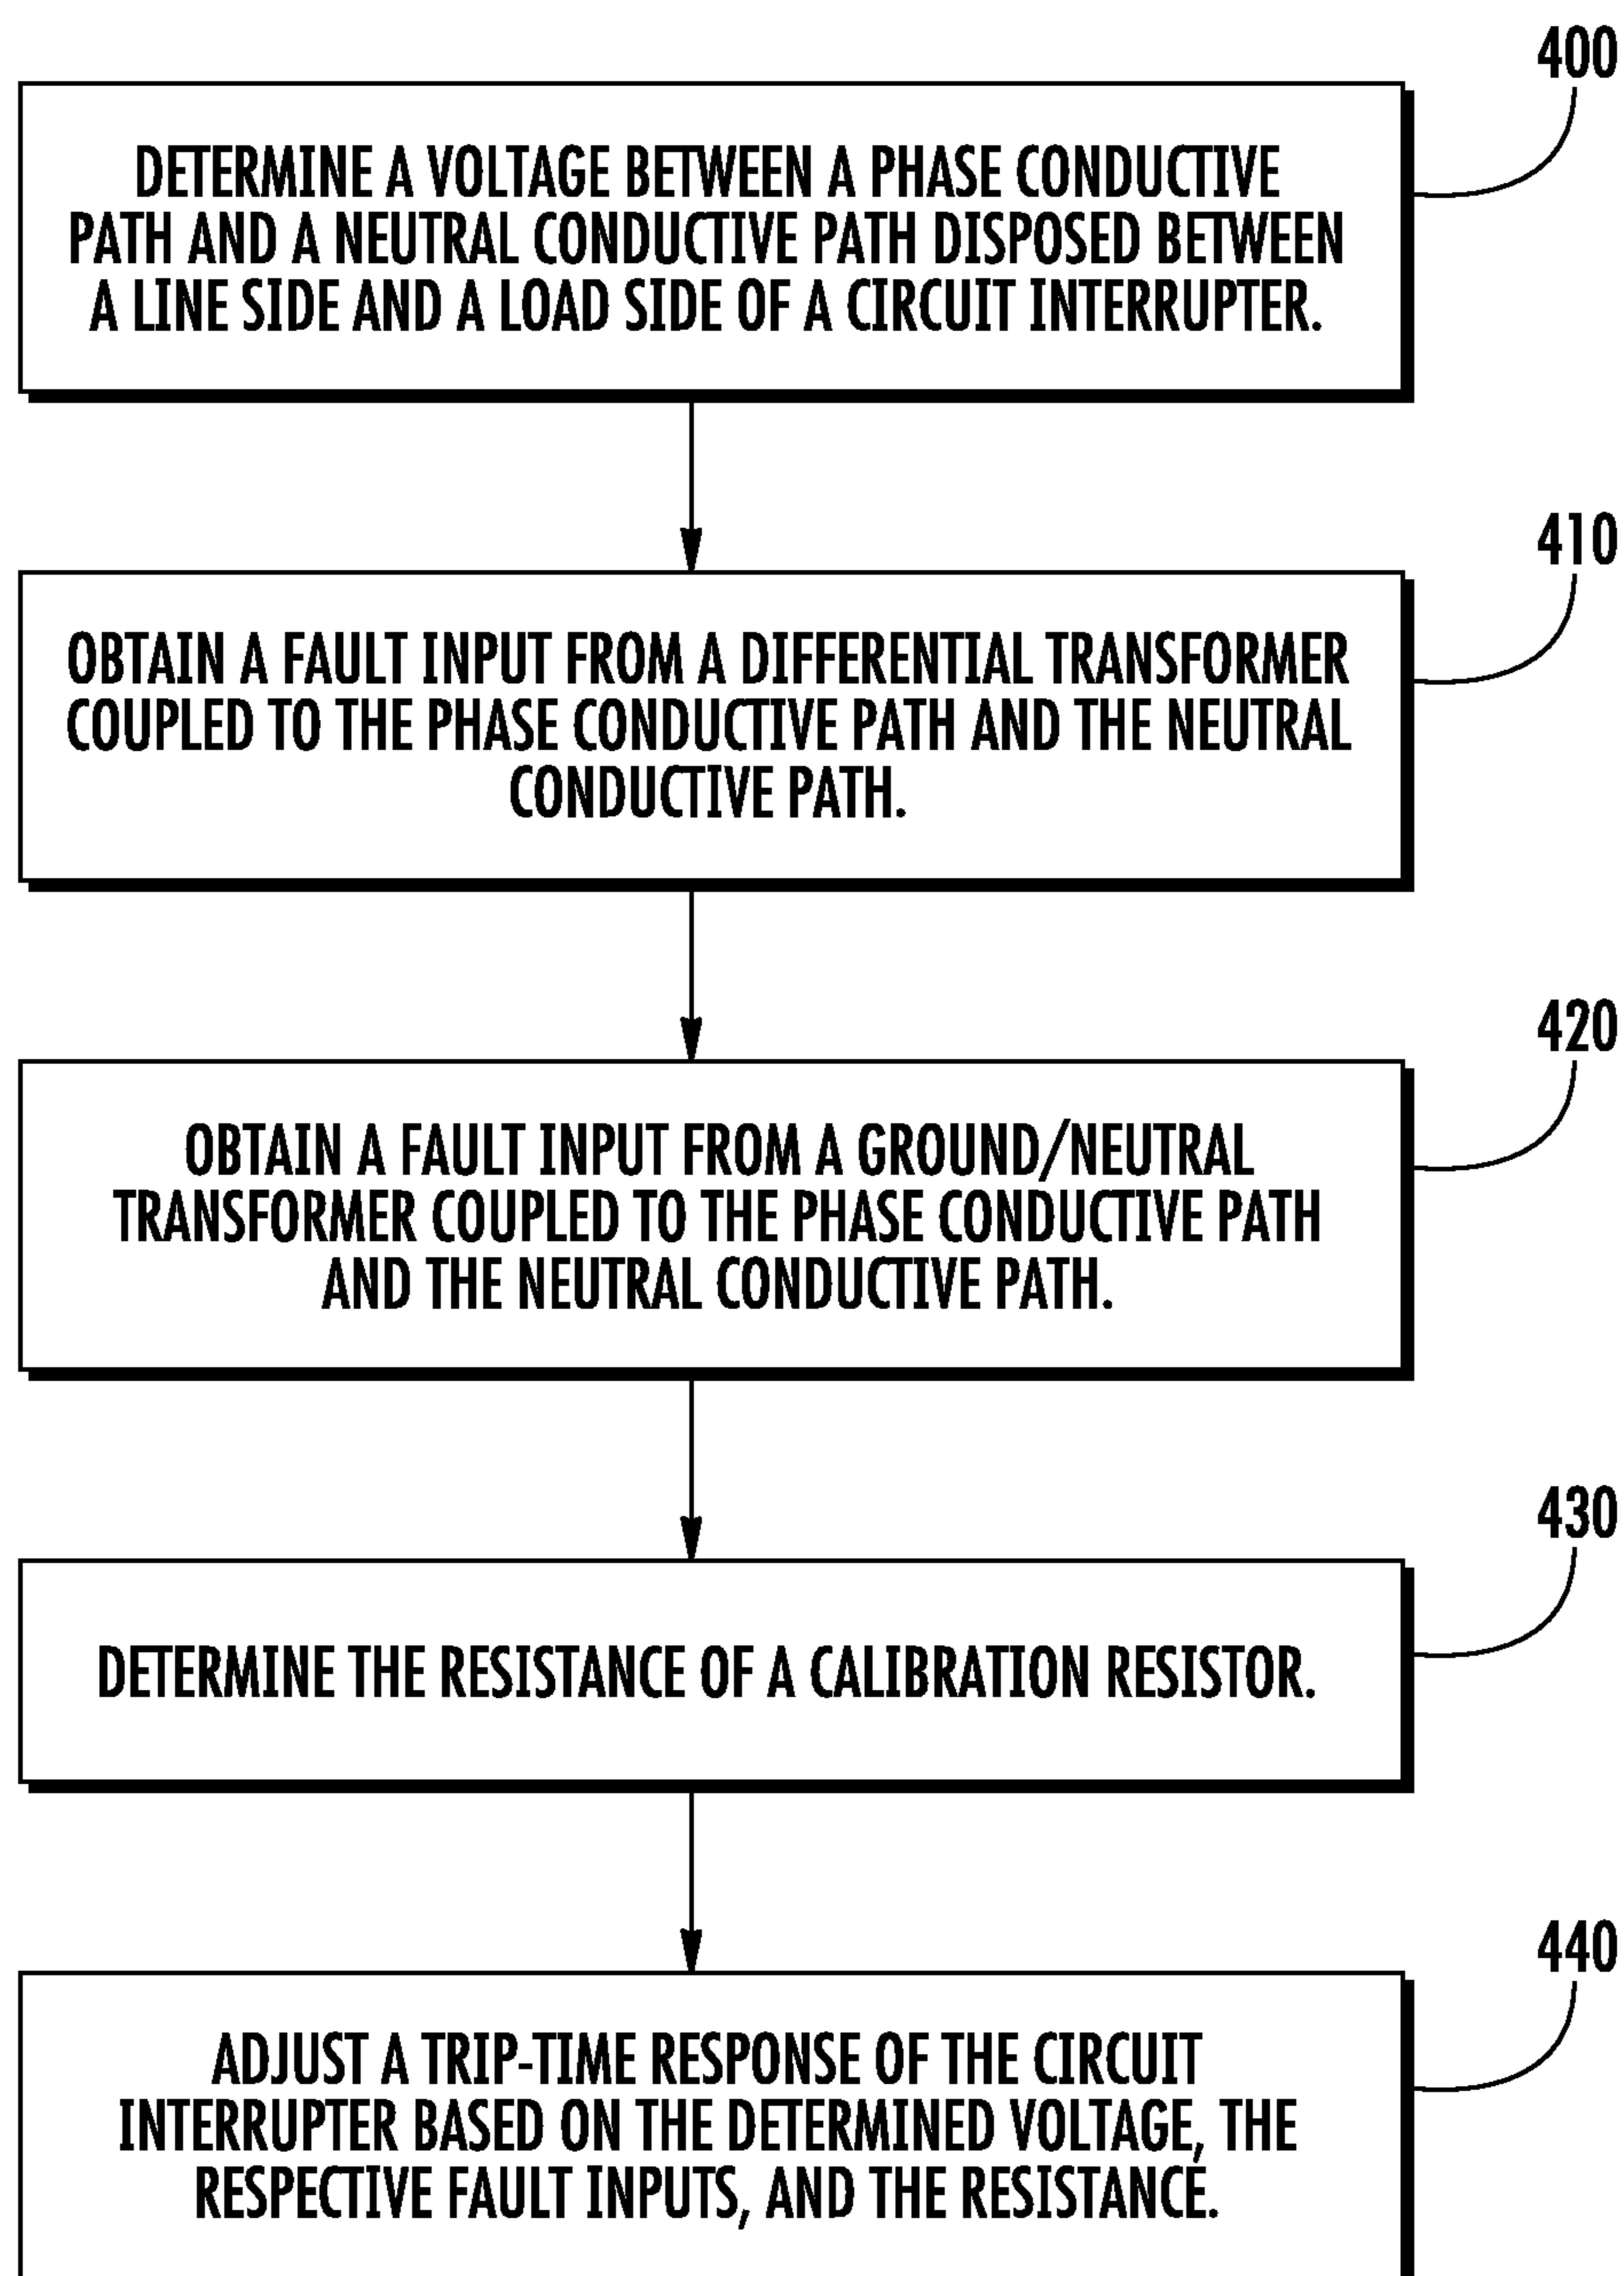 400
DETERMINE A VOLTAGE BETWEEN A PHASE CONDUCTIVE
PATH AND A NEUTRAL CONDUCTIVE PATH DISPOSED BETWEEN
A LINE SIDE AND A LOAD SIDE OF A CIRCUIT INTERRUPTER.
410
OBTAIN A FAULT INPUT FROM A DIFFERENTIAL TRANSFORMER
COUPLED TO THE PHASE CONDUCTIVE PATH AND THE NEUTRAL
CONDUCTIVE PATH.
420
OBTAIN A FAULT INPUT FROM A GROUND/NEUTRAL
TRANSFORMER COUPLED TO THE PHASE CONDUCTIVE PATH
AND THE NEUTRAL CONDUCTIVE PATH.
430
DETERMINE THE RESISTANCE OF A CALIBRATION RESISTOR.
440
ADJUST A TRIP-TIME RESPONSE OF THE CIRCUIT
INTERRUPTER BASED ON THE DETERMINED VOLTAGE, THE
RESPECTIVE FAULT INPUTS, AND THE RESISTANCE.